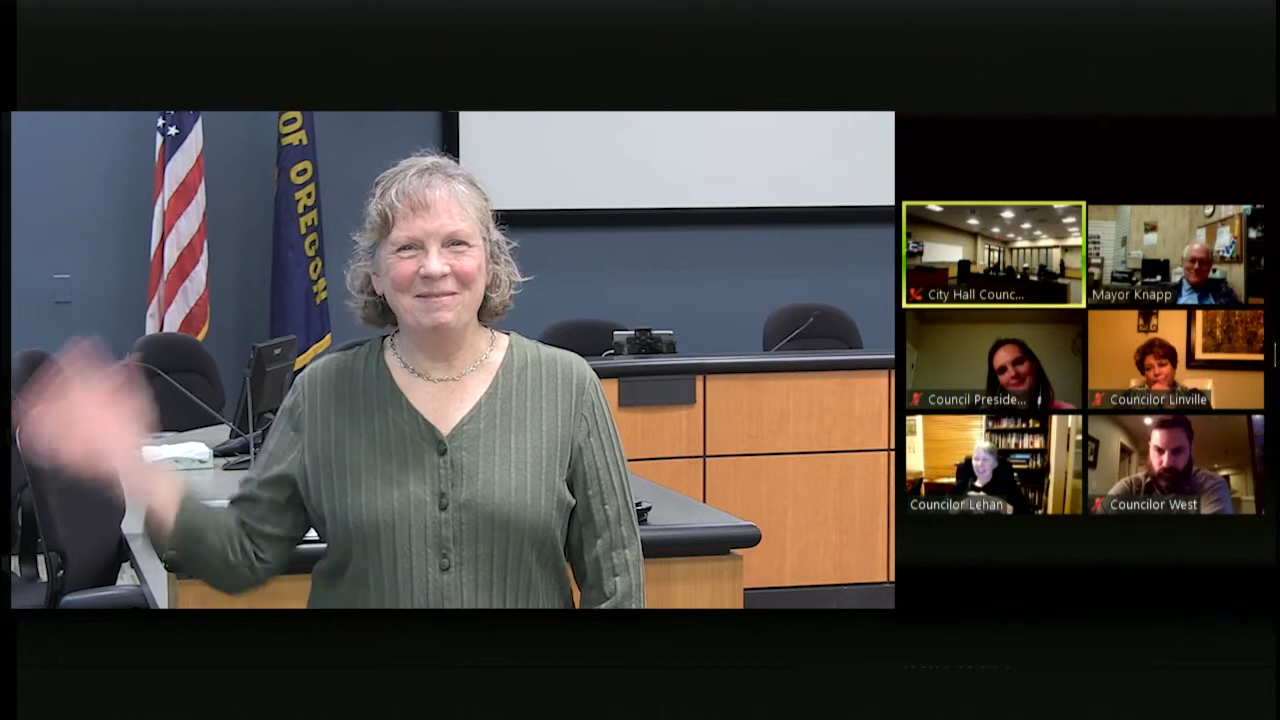 OF OREGON
City Hall Counc...
Mayor Knapp
Council Preside...
Councilor Linville
Councilor Lehan
Councilor West